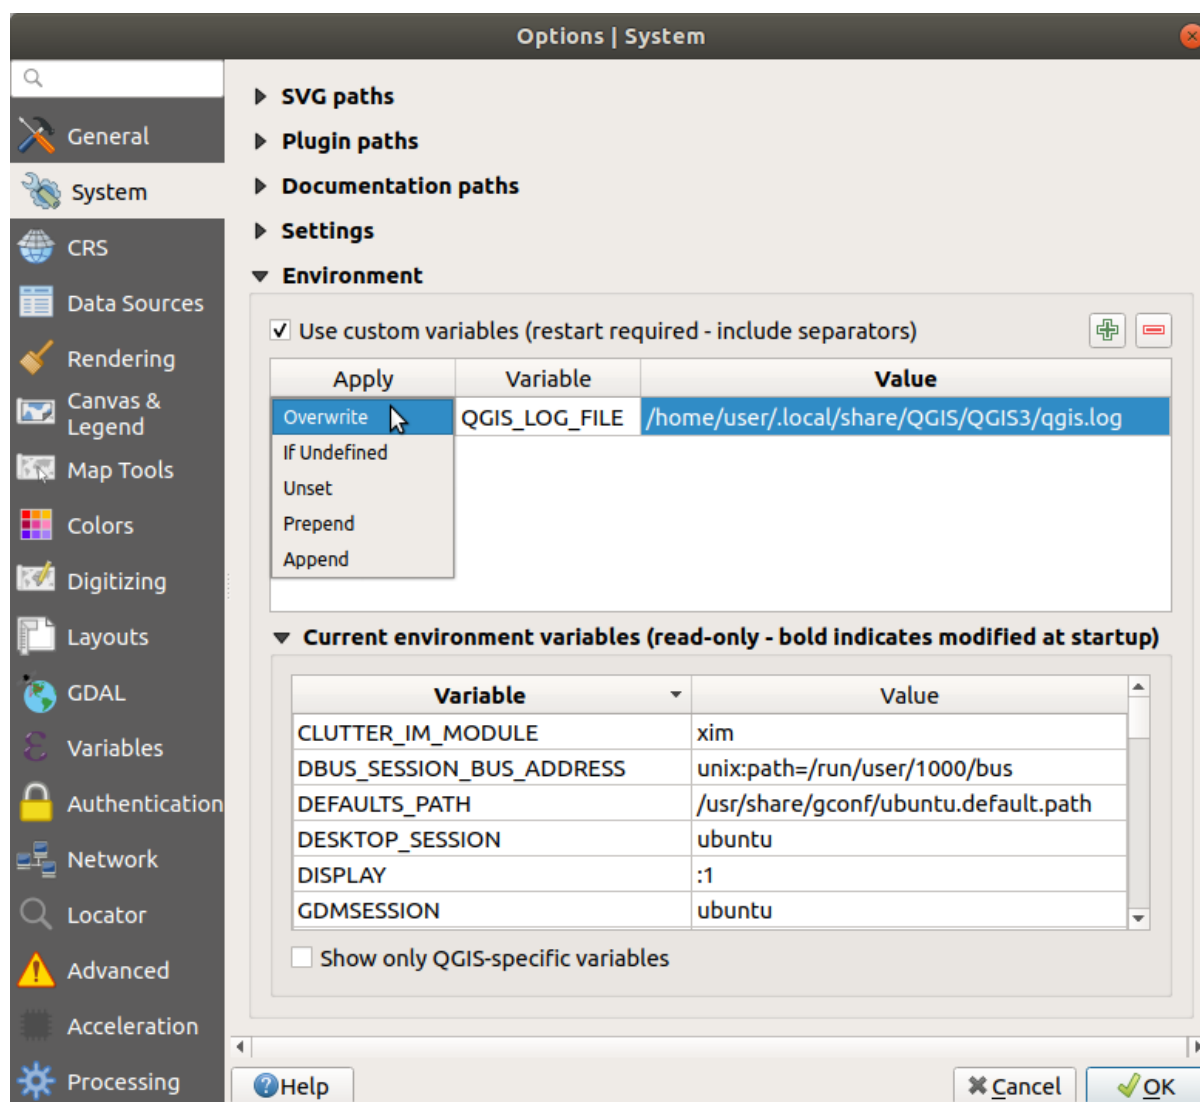 Options | System
General
System
CRS
Data Sources
Rendering
Canvas &
Legend
Map Tools
Colors
Digitizing
Layouts
GDAL
Variables
Authentication
Network
Locator
Advanced
Acceleration
Processing
SVG paths
Plugin paths
Documentation paths
Settings
Environment
Use custom variables (restart required - include separators)
Apply Variable Value
Overwrite QGIS_LOG_FILE /home/user/.local/share/QGIS/QGIS3/qgis.log
If Undefined
Unset
Prepend
Append
Current environment variables (read-only - bold indicates modified at startup)
Variable Value
CLUTTER_IM_MODULE xim
DBUS_SESSION_BUS_ADDRESS unix:path=/run/user/1000/bus
DEFAULTS_PATH /usr/share/gconf/ubuntu.default.path
DESKTOP_SESSION ubuntu
DISPLAY :1
GDMSESSION ubuntu
Show only QGIS-specific variables
Help Cancel OK